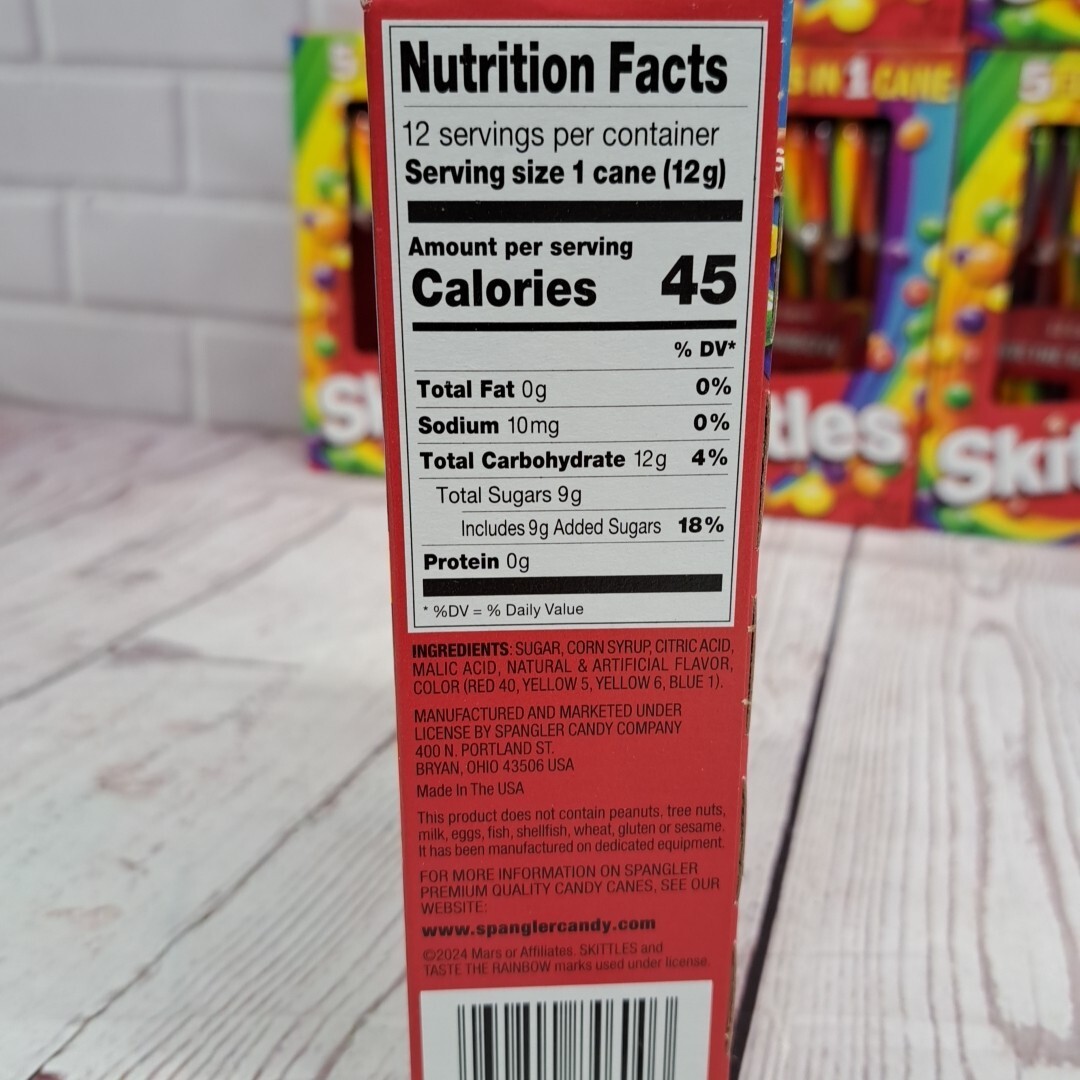 Nutrition Facts
12 servings per container
Serving size 1 cane (12g)
Amount per serving
Calories 45
% DV*
Total Fat 0g 0%
Sodium 10mg 0%
Total Carbohydrate 12g 4%
Total Sugars 9g
Includes 9g Added Sugars 18%
Protein 0g
* %DV = % Daily Value
INGREDIENTS: SUGAR, CORN SYRUP, CITRIC ACID,
MALIC ACID, NATURAL & ARTIFICIAL FLAVOR,
COLOR (RED 40, YELLOW 5, YELLOW 6, BLUE 1).
MANUFACTURED AND MARKETED UNDER
LICENSE BY SPANGLER CANDY COMPANY
400 N. PORTLAND ST.
BRYAN, OHIO 43506 USA
Made In The USA
This product does not contain peanuts, tree nuts,
milk, eggs, fish, shellfish, wheat, gluten or sesame.
It has been manufactured on dedicated equipment.
FOR MORE INFORMATION ON SPANGLER
PREMIUM QUALITY CANDY CANES, SEE OUR
WEBSITE:
www.spanglercandy.com
©2024 Mars or Affiliates. SKITTLES and
TASTE THE RAINBOW marks used under license.
5
S IN 1 CANE
5
Sk
tles
Skit